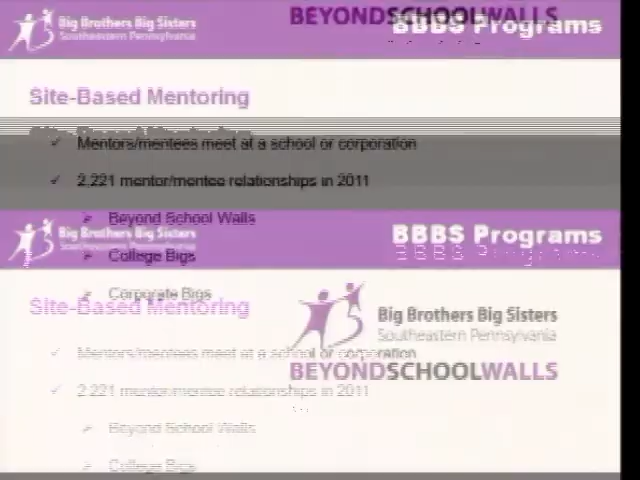 Big Brothers Big Sisters
Southeastern Pennsylvania
BEYONDSCHOOLWALLS
BBBS Programs
Site-Based Mentoring
Mentors/mentees meet at a school or corporation
2,221 mentor/mentee relationships in 2011
Beyond School Walls
Big Brothers Big Sisters
BBBS Programs
BBBS Programs
College Bigs
Corporate Bigs
Site-Based Mentoring
Big Brothers Big Sisters
Southeastern Pennsylvania
Mentors/mentees meet at a school or corporation
BEYONDSCHOOLWALLS
2,221 mentor/mentee relationships in 2011
Beyond School Walls
College Bigs